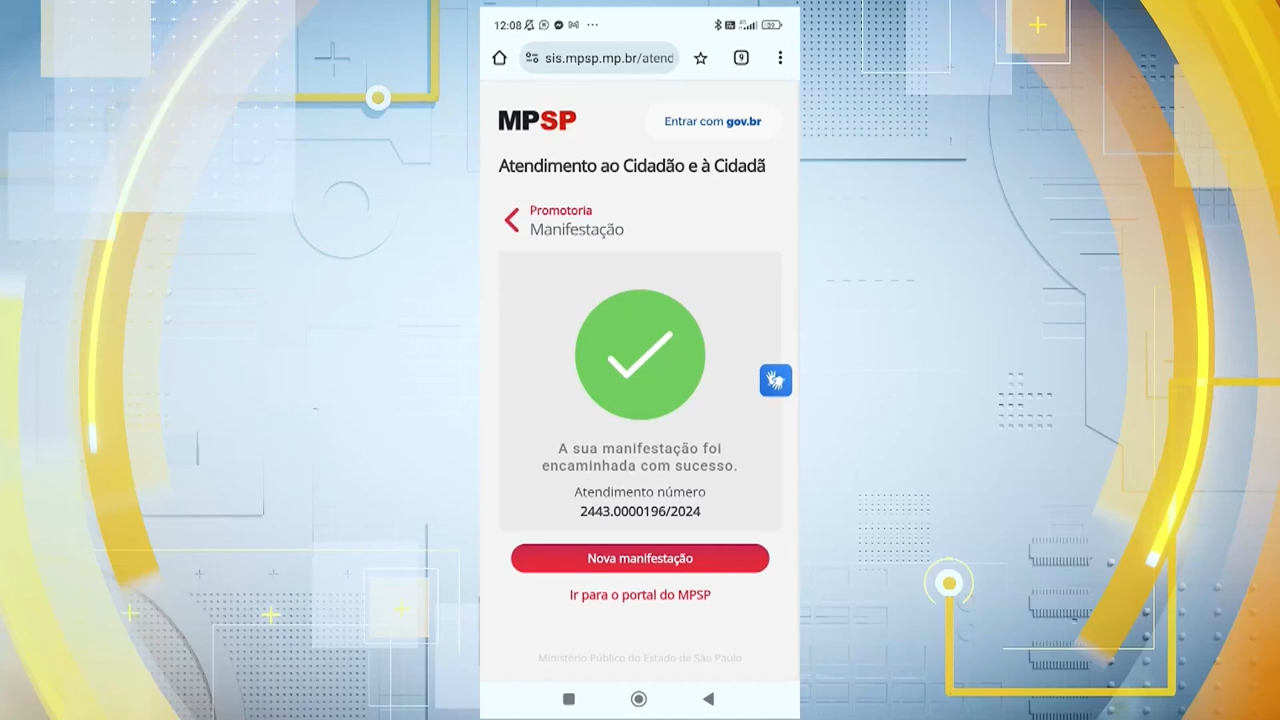 12:08
39
sis.mpsp.mp.br/atend
9
MPSP
Entrar com gov.br
Atendimento ao Cidadão e à Cidadã
Promotoria
Manifestação
A sua manifestação foi
encaminhada com sucesso.
Atendimento número
2443.0000196/2024
Nova manifestação
Ir para o portal do MPSP
Ministério Público do Estado de São Paulo